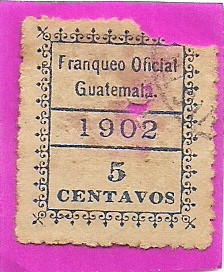 Franqueo Oficial
Guatemala
1902
5
CENTAVOS